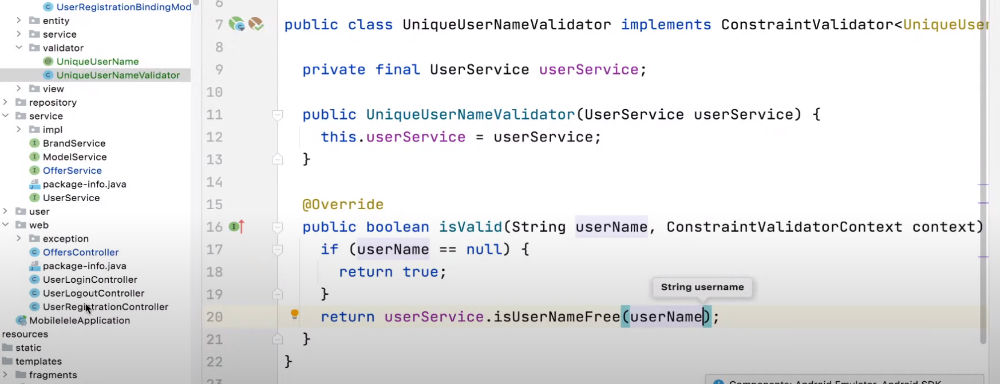 UserRegistrationBindingMod
entity
service
validator
UniqueUserName
UniqueUserNameValidator
view
repository
service
impl
BrandService
ModelService
OfferService
package-info.java
UserService
user
web
exception
OffersController
package-info.java
UserLoginController
UserLogoutController
UserRegistrationController
MobileleApplication
resources
static
templates
fragments
6
7 public class UniqueUserNameValidator implements ConstraintValidator<UniqueUser
8
9 private final UserService userService;
10
11 public UniqueUserNameValidator(UserService userService) {
12 this.userService = userService;
13 }
14
15 @Override
16 public boolean isValid(String userName, ConstraintValidatorContext context)
17 if (userName == null) {
18 return true;
19 }
String username
20 return userService.isUserNameFree(userName);
21 }
22 }
23
Components: Android Emulator, Android SDK